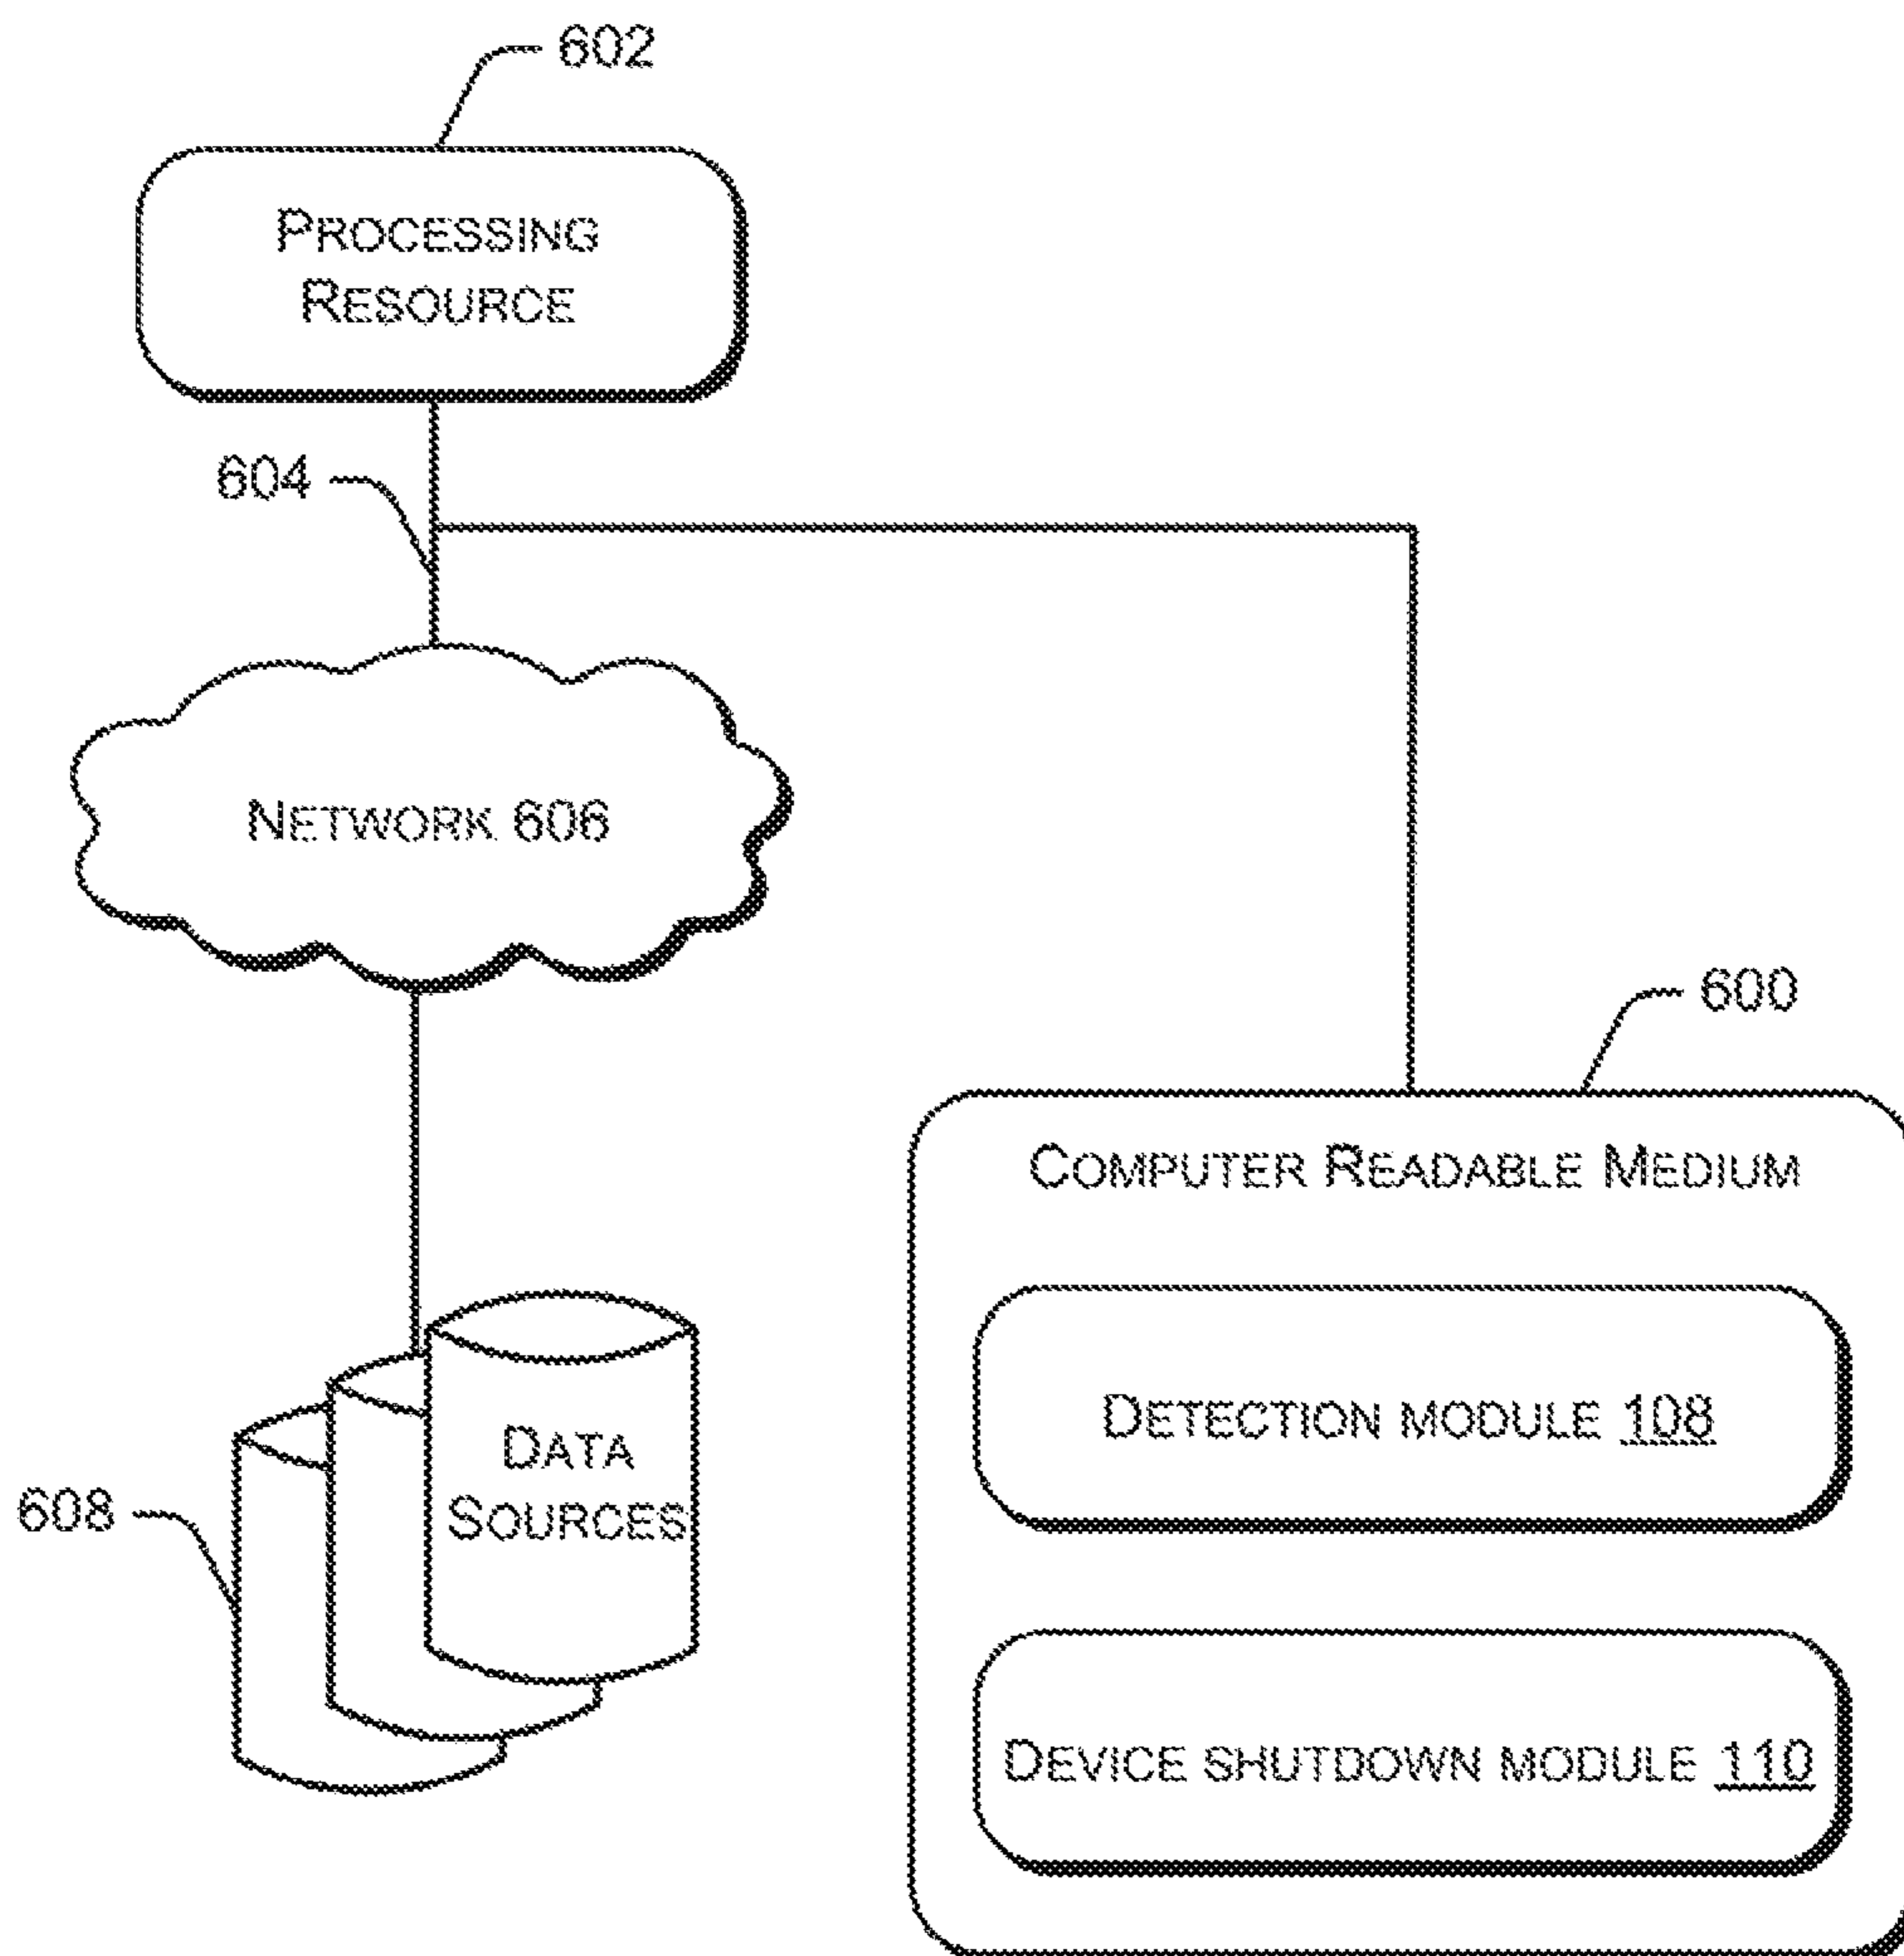 602
PROCESSING
RESOURCE
604
NETWORK 606
600
COMPUTER READABLE MEDIUM
DETECTION MODULE 108
DATA
SOURCES
608
DEVICE SHUTDOWN MODULE 110